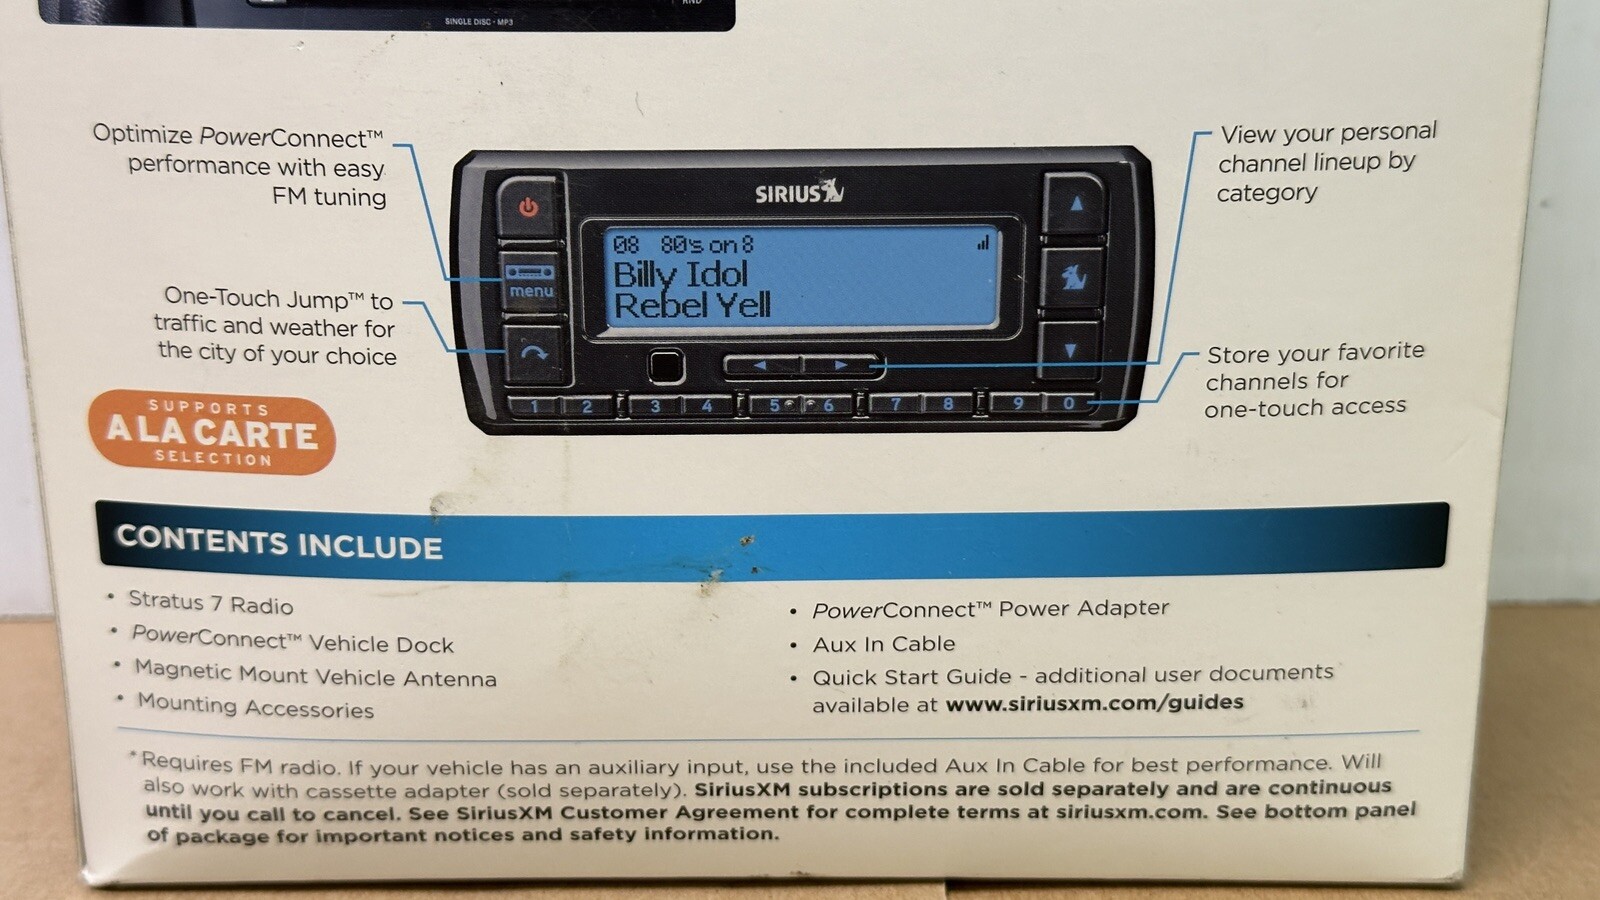 RND
SINGLE DISC • MP3
Optimize PowerConnect™
performance with easy
FM tuning
One-Touch Jump™ to
traffic and weather for
the city of your choice
SUPPORTS
A LA CARTE
SELECTION
SIRIUS
08 80's on 8
Billy Idol
Rebel Yell
menu
1 2 3 4 5 6 7 8 9 0
View your personal
channel lineup by
category
Store your favorite
channels for
one-touch access
CONTENTS INCLUDE
• Stratus 7 Radio
• PowerConnect™ Vehicle Dock
• Magnetic Mount Vehicle Antenna
• Mounting Accessories
• PowerConnect™ Power Adapter
• Aux In Cable
• Quick Start Guide - additional user documents
available at www.siriusxm.com/guides
*Requires FM radio. If your vehicle has an auxiliary input, use the included Aux In Cable for best performance. Will
also work with cassette adapter (sold separately). SiriusXM subscriptions are sold separately and are continuous
until you call to cancel. See SiriusXM Customer Agreement for complete terms at siriusxm.com. See bottom panel
of package for important notices and safety information.